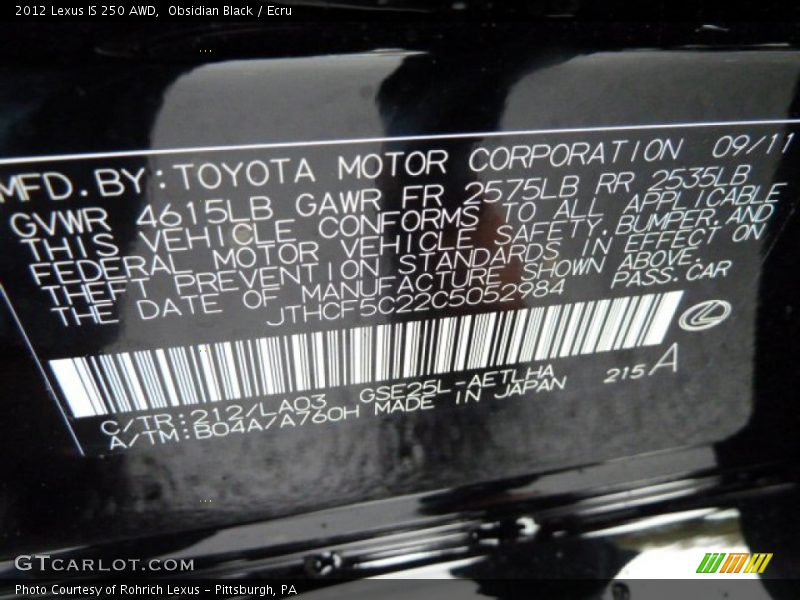 2012 Lexus IS 250 AWD,  Obsidian Black / Ecru
MFD.BY:TOYOTA MOTOR CORPORATION 09/11
GVWR 4615LB GAWR FR 2575LB RR 2535LB
THIS VEHICLE CONFORMS TO ALL APPLICABLE
FEDERAL MOTOR VEHICLE SAFETY,BUMPER,AND
THEFT PREVENTION STANDARDS IN EFFECT ON
THE DATE OF MANUFACTURE SHOWN ABOVE.
JTHCF5C22C5052984 PASS.CAR
C/TR:212/LA03 GSE25L-AETLHA 215A
A/TM:B04A/A760H MADE IN JAPAN
GTCARLOT.COM
Photo Courtesy of Rohrich Lexus – Pittsburgh, PA